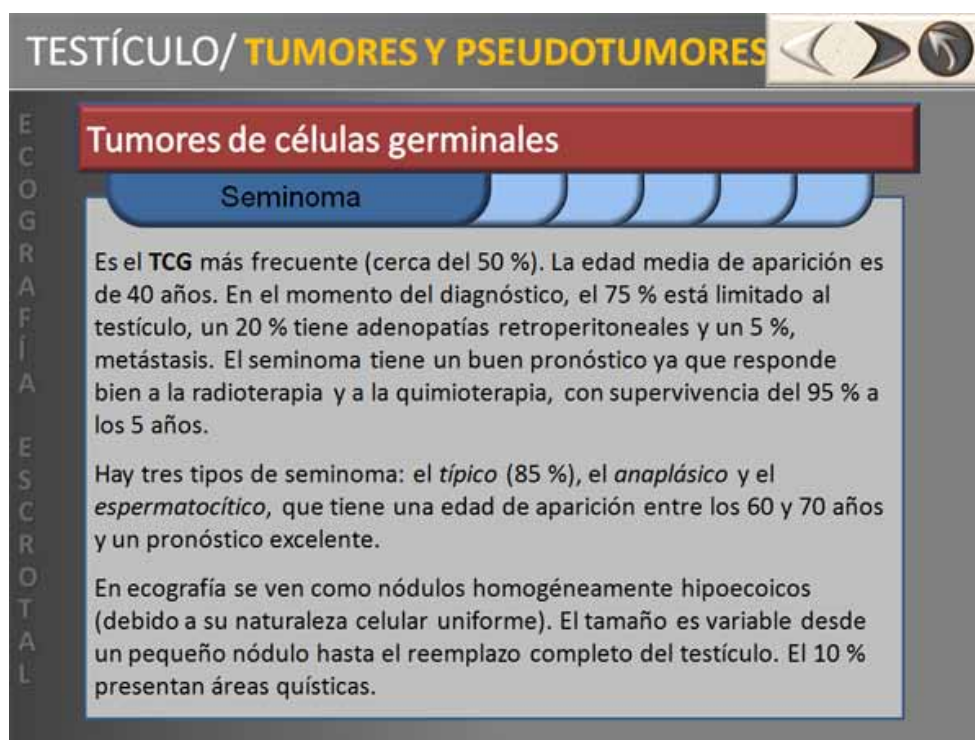 TESTÍCULO/ TUMORES Y PSEUDOTUMORES
ECOGRAFÍA ESCROTAL
Tumores de células germinales
Seminoma
Es el TCG más frecuente (cerca del 50 %). La edad media de aparición es
de 40 años. En el momento del diagnóstico, el 75 % está limitado al
testículo, un 20 % tiene adenopatías retroperitoneales y un 5 %,
metástasis. El seminoma tiene un buen pronóstico ya que responde
bien a la radioterapia y a la quimioterapia, con supervivencia del 95 % a
los 5 años.
Hay tres tipos de seminoma: el típico (85 %), el anaplásico y el
espermatocítico, que tiene una edad de aparición entre los 60 y 70 años
y un pronóstico excelente.
En ecografía se ven como nódulos homogéneamente hipoecoicos
(debido a su naturaleza celular uniforme). El tamaño es variable desde
un pequeño nódulo hasta el reemplazo completo del testículo. El 10 %
presentan áreas quísticas.